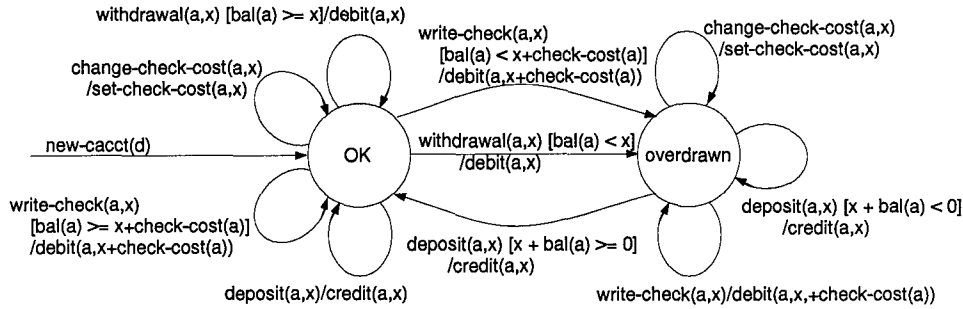 withdrawal(a,x) [bal(a) >= x]/debit(a,x)
change-check-cost(a,x)
/set-check-cost(a,x)
write-check(a,x)
[bal(a) < x+check-cost(a)]
/debit(a,x+check-cost(a))
change-check-cost(a,x)
/set-check-cost(a,x)
new-cacct(d)
OK
withdrawal(a,x) [bal(a) < x]
/debit(a,x)
overdrawn
write-check(a,x)
[bal(a) >= x+check-cost(a)]
/debit(a,x+check-cost(a))
deposit(a,x) [x + bal(a) >= 0]
/credit(a,x)
deposit(a,x) [x + bal(a) < 0]
/credit(a,x)
deposit(a,x)/credit(a,x)
write-check(a,x)/debit(a,x,+check-cost(a))